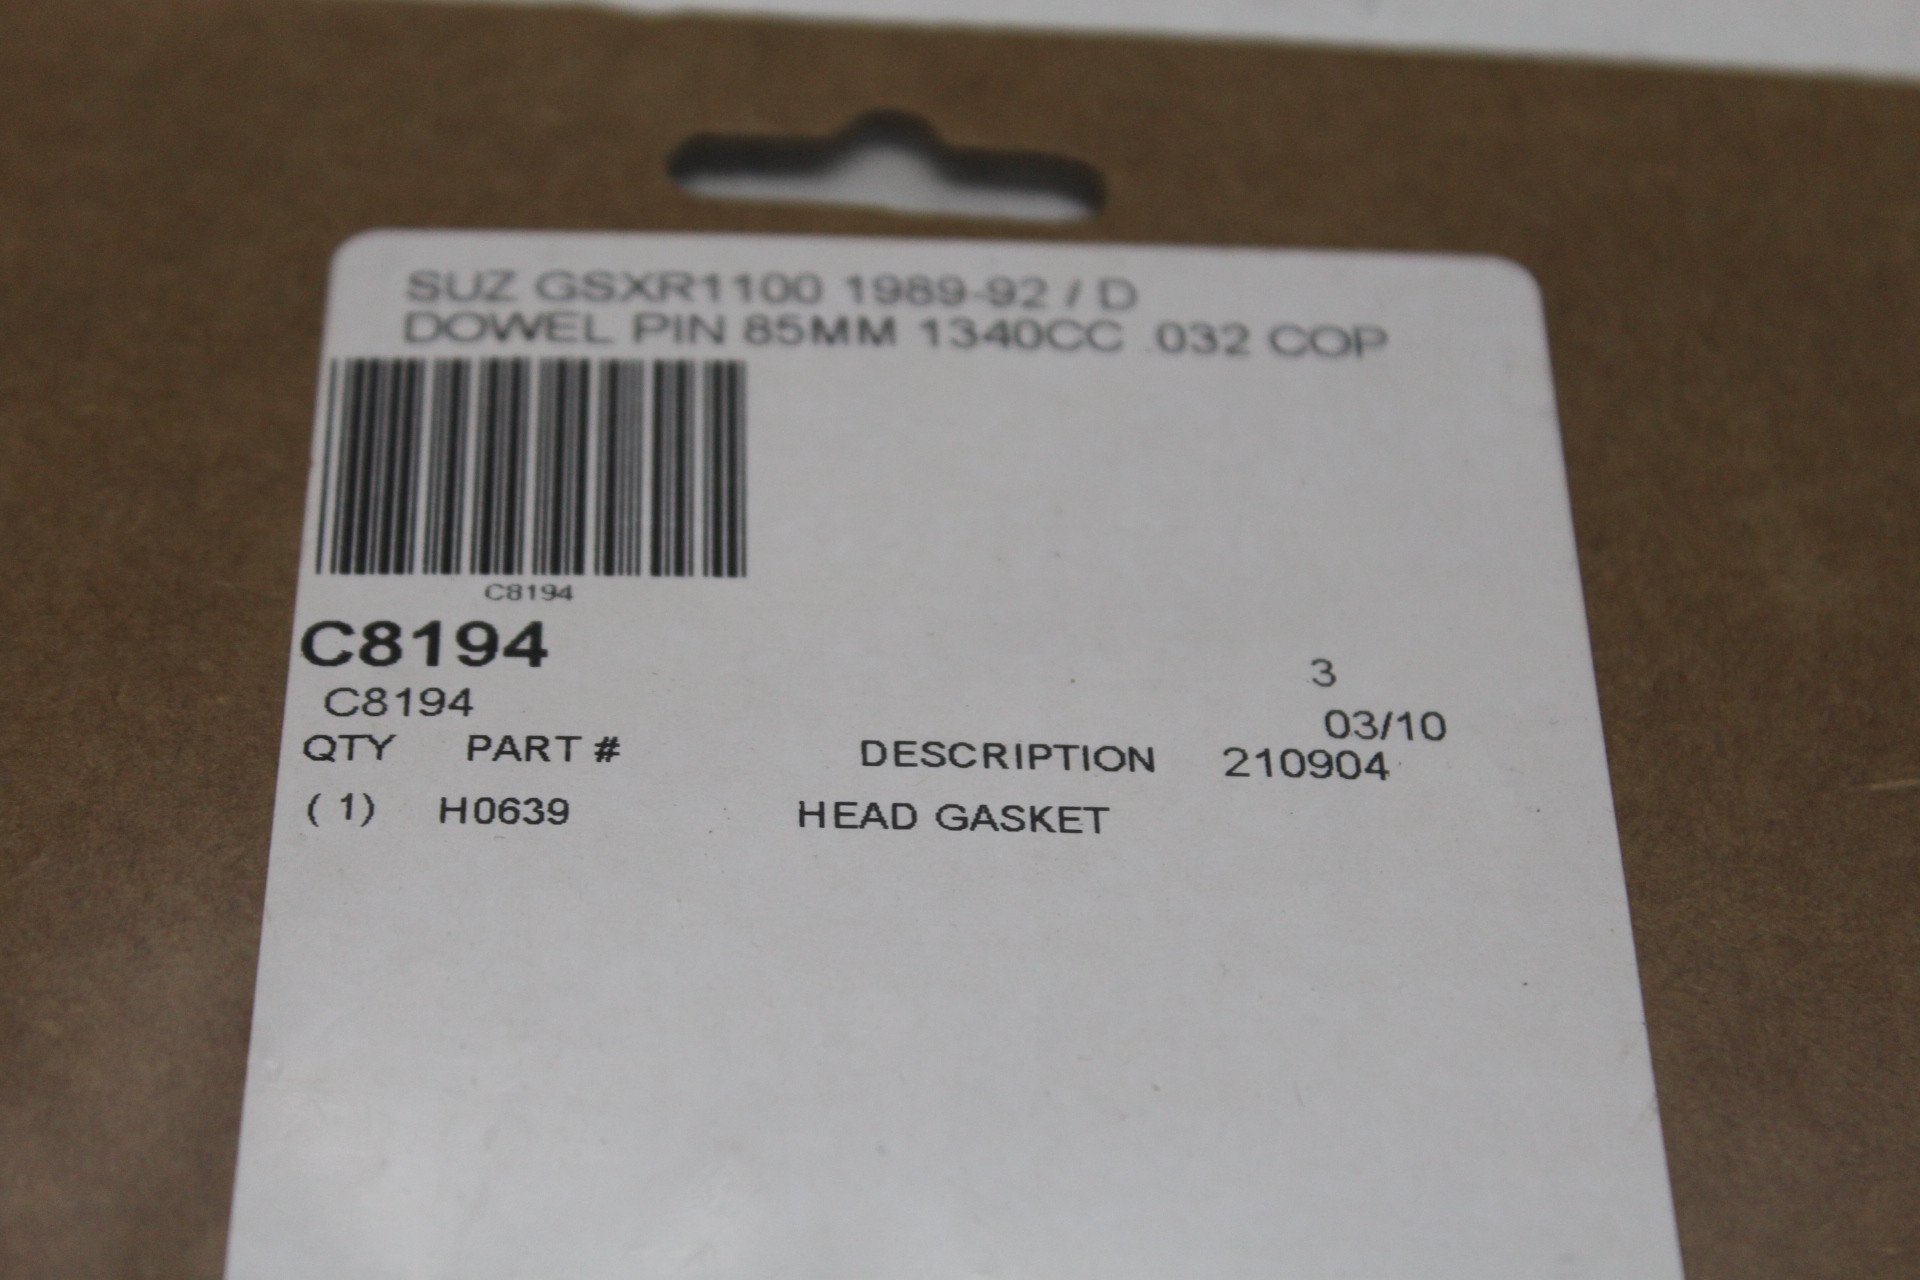 SUZ GSXR1100 1989-92 / D
DOWEL PIN 85MM 1340CC .032 COP
C8194
C8194
3
C8194
03/10
QTY PART # DESCRIPTION 210904
( 1) H0639 HEAD GASKET